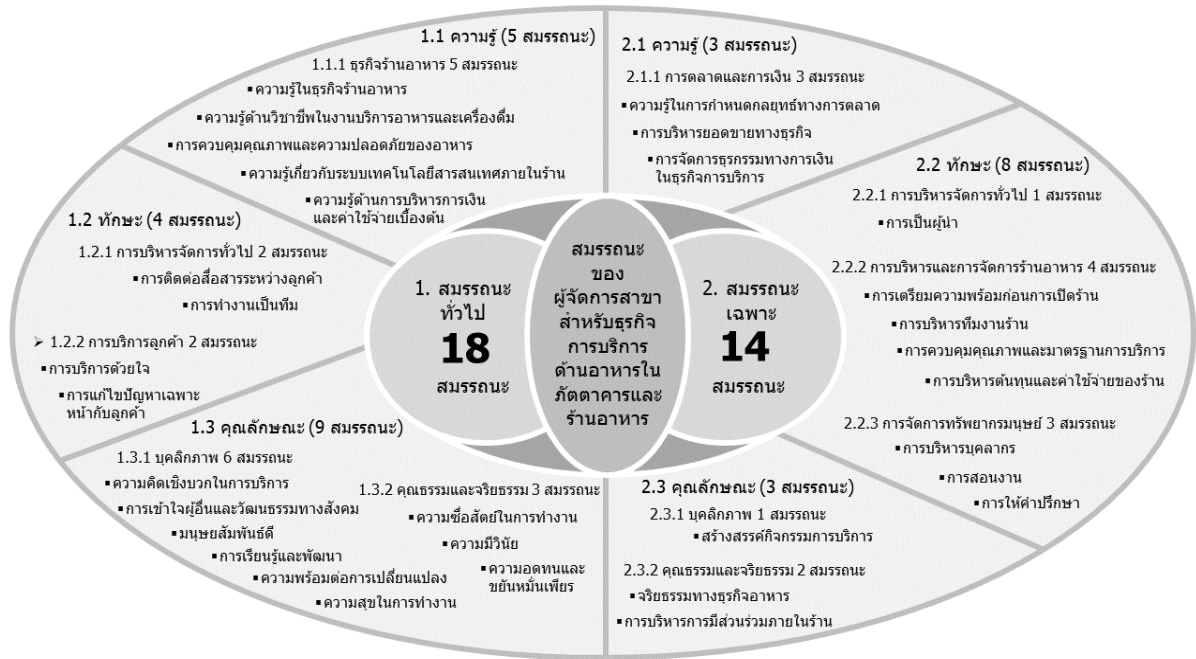 1.1 ความรู้ (5 สมรรถนะ)
1.1.1 ธุรกิจร้านอาหาร 5 สมรรถนะ
▪ความรู้ในธุรกิจร้านอาหาร
▪ความรู้ด้านวิชาชีพในงานบริการอาหารและเครื่องดื่ม
▪การควบคุมคุณภาพและความปลอดภัยของอาหาร
▪ความรู้เกี่ยวกับระบบเทคโนโลยีสารสนเทศภายในร้าน
▪ความรู้ด้านการบริหารการเงิน
และค่าใช้จ่ายเบื้องต้น
1.2 ทักษะ (4 สมรรถนะ)
1.2.1 การบริหารจัดการทั่วไป 2 สมรรถนะ
▪การติดต่อสื่อสารระหว่างลูกค้า
▪การทำงานเป็นทีม
➢ 1.2.2 การบริการลูกค้า 2 สมรรถนะ
▪การบริการด้วยใจ
▪การแก้ไขปัญหาเฉพาะ
หน้ากับลูกค้า
1.3 คุณลักษณะ (9 สมรรถนะ)
1.3.1 บุคลิกภาพ 6 สมรรถนะ
▪ความคิดเชิงบวกในการบริการ
▪การเข้าใจผู้อื่นและวัฒนธรรมทางสังคม
▪มนุษยสัมพันธ์ดี
▪การเรียนรู้และพัฒนา
▪ความพร้อมต่อการเปลี่ยนแปลง
▪ความสุขในการทำงาน
1.3.2 คุณธรรมและจริยธรรม 3 สมรรถนะ
▪ความซื่อสัตย์ในการทำงาน
▪ความมีวินัย
▪ความอดทนและ
ขยันหมั่นเพียร
1. สมรรถนะ
ทั่วไป
18
สมรรถนะ
สมรรถนะ
ของ
ผู้จัดการสาขา
สำหรับธุรกิจ
การบริการ
ด้านอาหารใน
ภัตตาคารและ
ร้านอาหาร
2. สมรรถนะ
เฉพาะ
14
สมรรถนะ
2.1 ความรู้ (3 สมรรถนะ)
2.1.1 การตลาดและการเงิน 3 สมรรถนะ
▪ความรู้ในการกำหนดกลยุทธ์ทางการตลาด
▪การบริหารยอดขายทางธุรกิจ
▪การจัดการธุรกรรมทางการเงิน
ในธุรกิจการบริการ
2.2 ทักษะ (8 สมรรถนะ)
2.2.1 การบริหารจัดการทั่วไป 1 สมรรถนะ
▪การเป็นผู้นำ
2.2.2 การบริหารและการจัดการร้านอาหาร 4 สมรรถนะ
▪การเตรียมความพร้อมก่อนการเปิดร้าน
▪การบริหารทีมงานร้าน
▪การควบคุมคุณภาพและมาตรฐานการบริการ
▪การบริหารต้นทุนและค่าใช้จ่ายของร้าน
2.2.3 การจัดการทรัพยากรมนุษย์ 3 สมรรถนะ
▪การบริหารบุคลากร
▪การสอนงาน
▪การให้คำปรึกษา
2.3 คุณลักษณะ (3 สมรรถนะ)
2.3.1 บุคลิกภาพ 1 สมรรถนะ
▪สร้างสรรค์กิจกรรมการบริการ
2.3.2 คุณธรรมและจริยธรรม 2 สมรรถนะ
▪จริยธรรมทางธุรกิจอาหาร
▪การบริหารการมีส่วนร่วมภายในร้าน